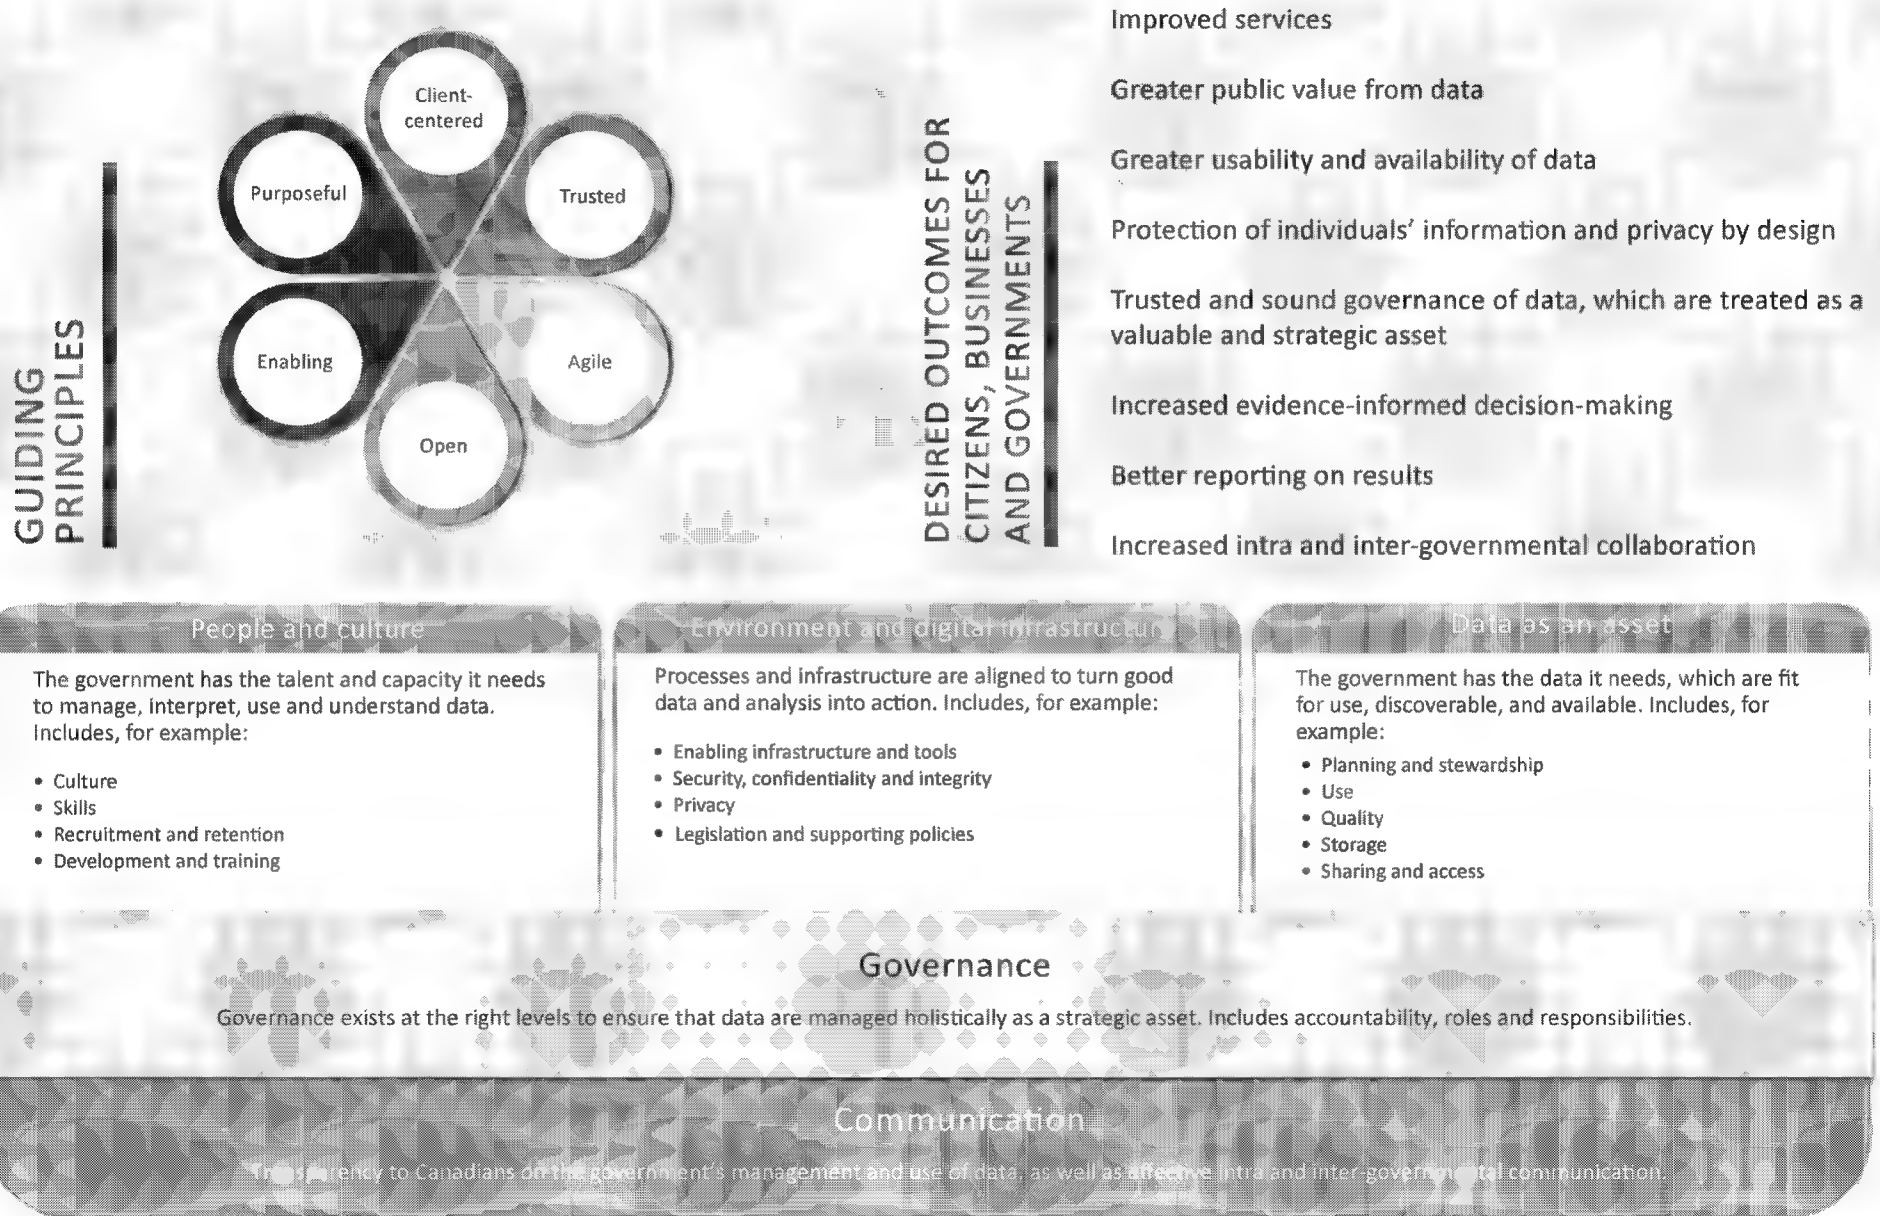 GUIDING
PRINCIPLES
Client-
centered
Purposeful
Trusted
Enabling
Agile
Open
DESIRED OUTCOMES FOR
CITIZENS, BUSINESSES
AND GOVERNMENTS
Improved services
Greater public value from data
Greater usability and availability of data
Protection of individuals’ information and privacy by design
Trusted and sound governance of data, which are treated as a
valuable and strategic asset
Increased evidence-informed decision-making
Better reporting on results
Increased intra and inter-governmental collaboration
People and culture
The government has the talent and capacity it needs
to manage, interpret, use and understand data.
Includes, for example:
• Culture
• Skills
• Recruitment and retention
• Development and training
Environment and digital infrastructur
Processes and infrastructure are aligned to turn good
data and analysis into action. Includes, for example:
• Enabling infrastructure and tools
• Security, confidentiality and integrity
• Privacy
• Legislation and supporting policies
Data as an asset
The government has the data it needs, which are fit
for use, discoverable, and available. Includes, for
example:
• Planning and stewardship
• Use
• Quality
• Storage
• Sharing and access
Governance
Governance exists at the right levels to ensure that data are managed holistically as a strategic asset. Includes accountability, roles and responsibilities.
Communication
Transparency to Canadians on the government’s management and use of data, as well as effective intra and inter-governmental communication.